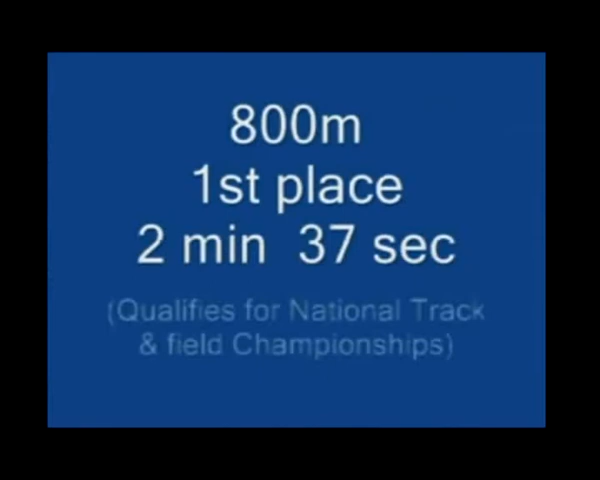 800m
1st place
2 min 37 sec
(Qualifies for National Track
& field Championships)